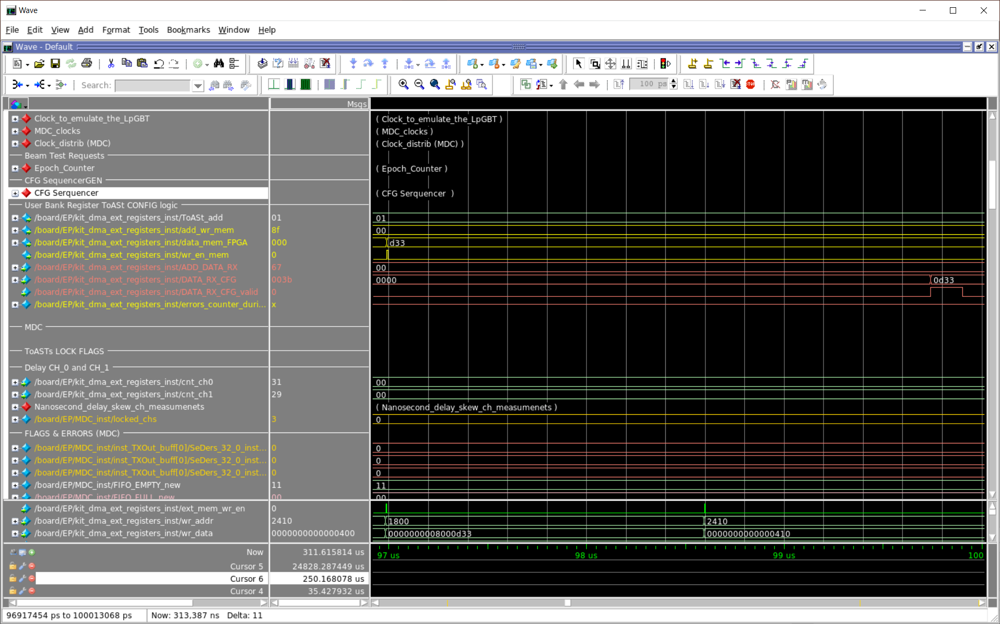 Wave
File Edit View Add Format Tools Bookmarks Window Help
Wave - Default
Search:
100 ps
STOP
Msgs
Clock_to_emulate_the_LpGBT ( Clock_to_emulate_the_LpGBT )
MDC_clocks ( MDC_clocks )
Clock_distrib (MDC) ( Clock_distrib (MDC) )
Beam Test Requests
Epoch_Counter ( Epoch_Counter )
CFG SequencerGEN
CFG Serquencer ( CFG Serquencer )
User Bank Register ToASt CONFIG logic
/board/EP/kit_dma_ext_registers_inst/ToASt_add 01 01
/board/EP/kit_dma_ext_registers_inst/add_wr_mem 8f 00
/board/EP/kit_dma_ext_registers_inst/data_mem_FPGA 000 d33
/board/EP/kit_dma_ext_registers_inst/wr_en_mem 0
/board/EP/kit_dma_ext_registers_inst/ADD_DATA_RX 67 00
/board/EP/kit_dma_ext_registers_inst/DATA_RX_CFG 003b 0000 0d33
/board/EP/kit_dma_ext_registers_inst/DATA_RX_CFG_valid 0
/board/EP/kit_dma_ext_registers_inst/errors_counter_duri... x
MDC
ToASTs LOCK FLAGS
Delay CH_0 and CH_1
/board/EP/kit_dma_ext_registers_inst/cnt_ch0 31 00
/board/EP/kit_dma_ext_registers_inst/cnt_ch1 29 00
Nanosecond_delay_skew_ch_measumenets ( Nanosecond_delay_skew_ch_measumenets )
/board/EP/MDC_inst/locked_chs 3 0
FLAGS & ERRORS (MDC)
/board/EP/MDC_inst/inst_TXOut_buff[0]/SeDers_32_0_inst... 0 0
/board/EP/MDC_inst/inst_TXOut_buff[0]/SeDers_32_0_inst... 0 0
/board/EP/MDC_inst/inst_TXOut_buff[0]/SeDers_32_0_inst... 0 0
/board/EP/MDC_inst/FIFO_EMPTY_new 11 11
/board/EP/MDC_inst/FIFO_FULL_new 00 00
/board/EP/kit_dma_ext_registers_inst/ext_mem_wr_en 0
/board/EP/kit_dma_ext_registers_inst/wr_addr 2410 1800 2410
/board/EP/kit_dma_ext_registers_inst/wr_data 0000000000000400 0000000008000d33 0000000000000410
Now 311.615814 us 97 us 98 us 99 us 100
Cursor 5 24828.287449 us
Cursor 6 250.168078 us
Cursor 4 35.427932 us
96917454 ps to 100013068 ps Now: 313,387 ns Delta: 11